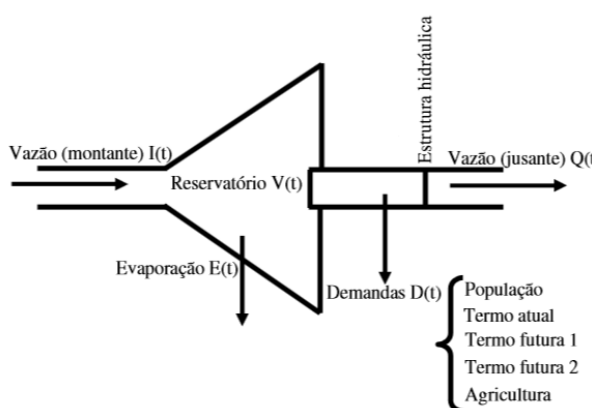 Estrutura hidráulica
Vazão (montante) I(t)
Vazão (jusante) Q(t
Reservatório V(t)
Evaporação E(t)
Demandas D(t)
População
Termo atual
Termo futura 1
Termo futura 2
Agricultura